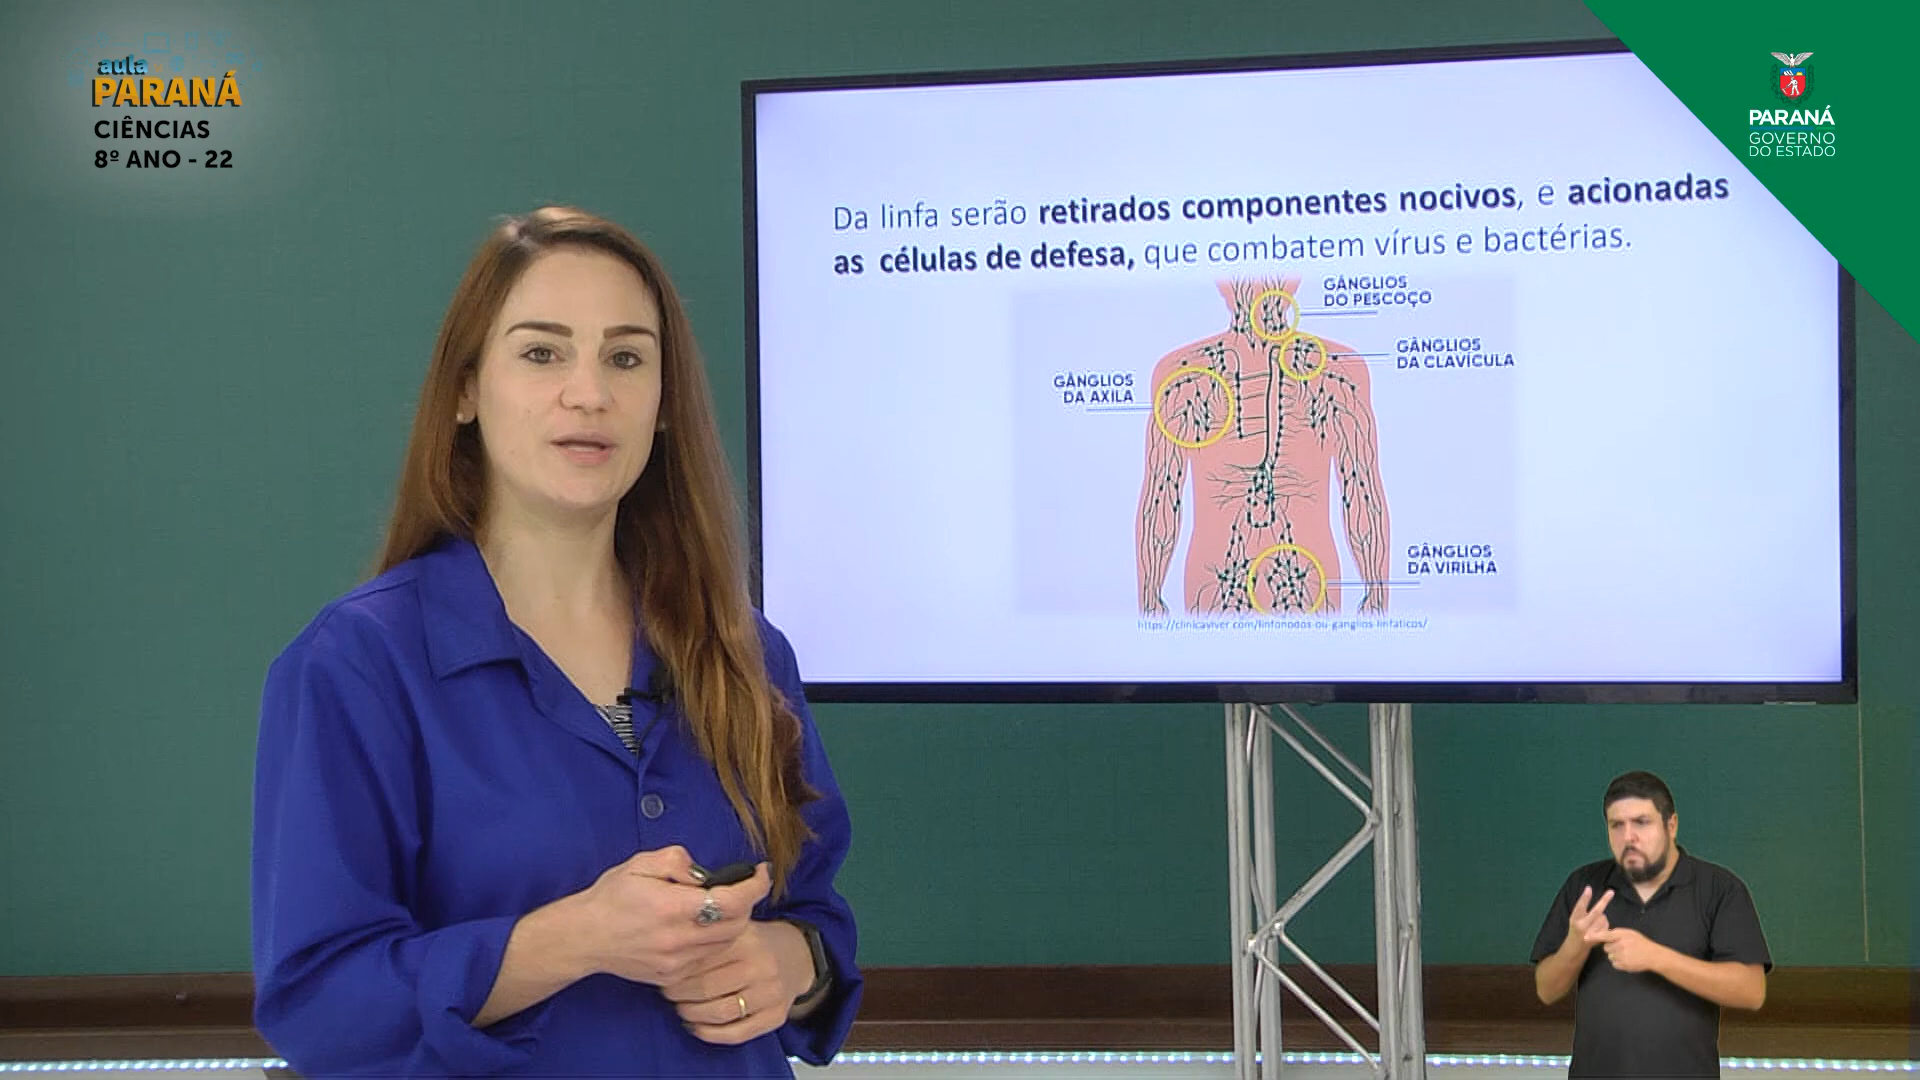 aula
PARANÁ
CIÊNCIAS
8º ANO - 22
PARANÁ
GOVERNO
DO ESTADO
Da linfa serão retirados componentes nocivos, e acionadas
as células de defesa, que combatem vírus e bactérias.
GÂNGLIOS
DO PESCOÇO
GÂNGLIOS
DA CLAVÍCULA
GÂNGLIOS
DA AXILA
GÂNGLIOS
DA VIRILHA
https://clinicaviver.com/linfonodos-ou-ganglios-linfaticos/